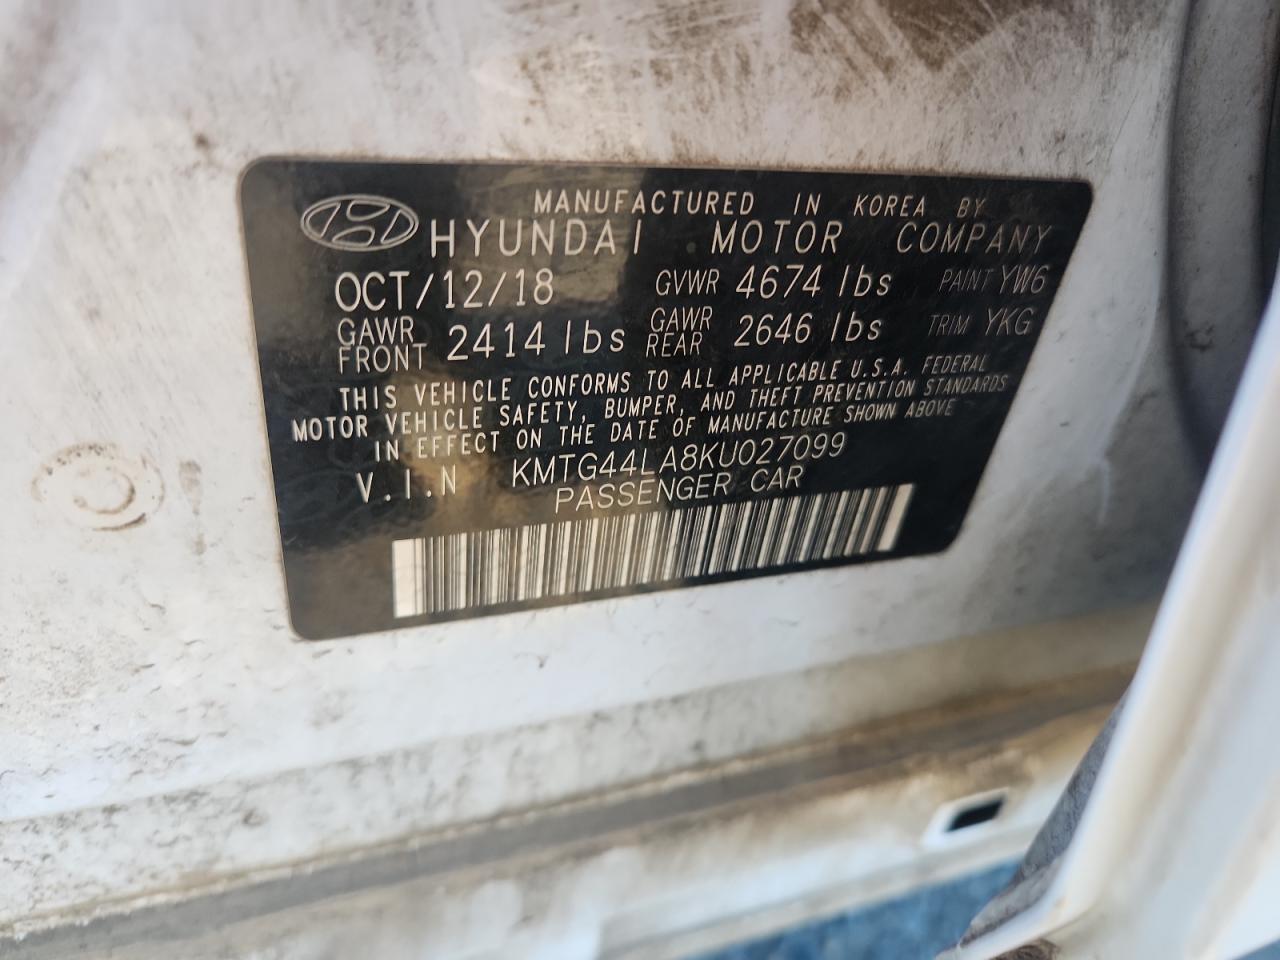 MANUFACTURED IN KOREA BY
HYUNDAI MOTOR COMPANY
OCT/12/18 GVWR 4674 lbs PAINT YW6
GAWR FRONT 2414 lbs GAWR REAR 2646 lbs TRIM YKG
THIS VEHICLE CONFORMS TO ALL APPLICABLE U.S.A. FEDERAL
MOTOR VEHICLE SAFETY, BUMPER, AND THEFT PREVENTION STANDARDS
IN EFFECT ON THE DATE OF MANUFACTURE SHOWN ABOVE
V.I.N KMTG44LA8KU027099
PASSENGER CAR